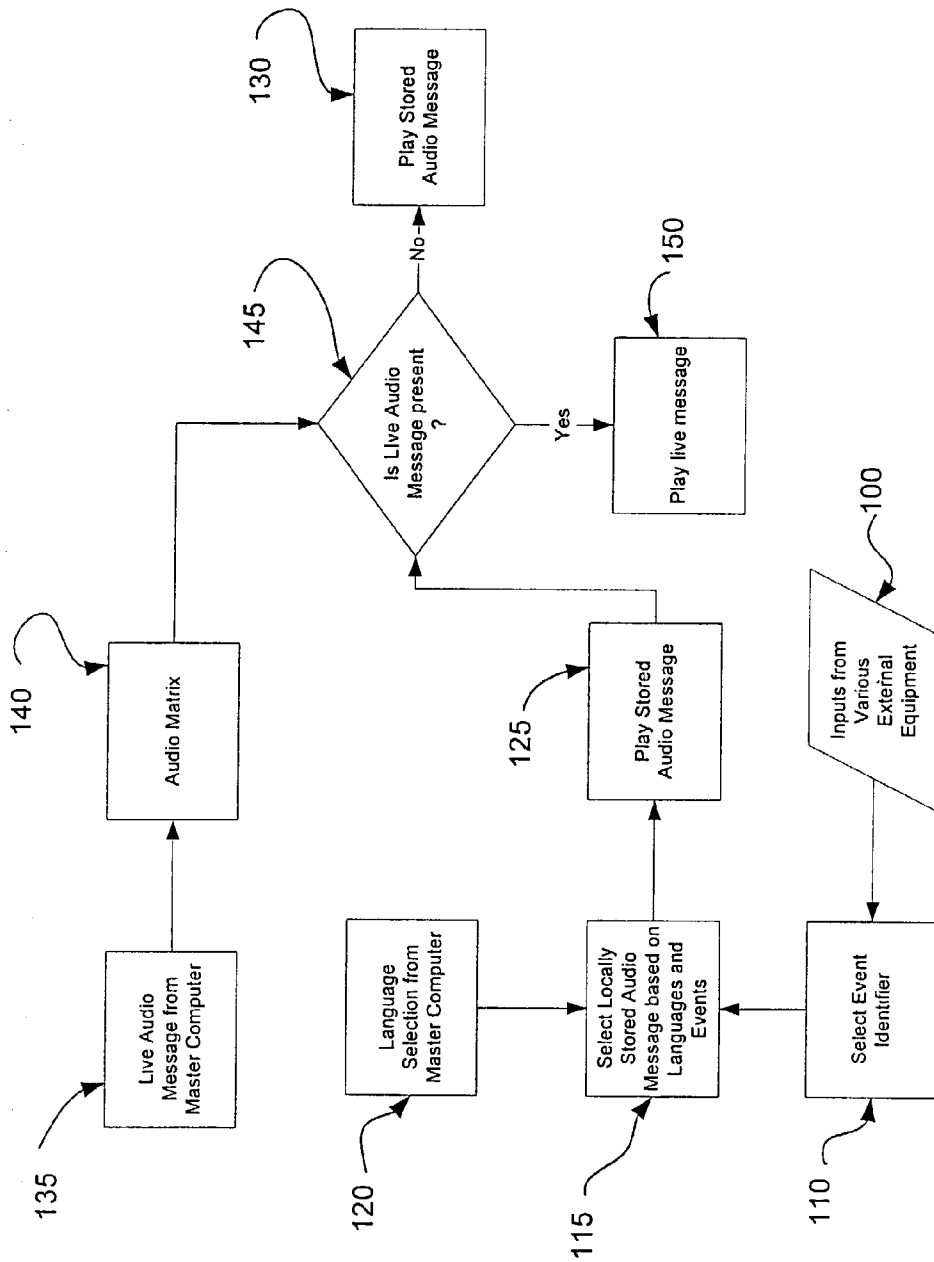 135
Live Audio
Message from
Master Computer
140
Audio Matrix
145
Is LIve Audio
Message present
?
No
130
Play Stored
Audio Message
Yes
150
Play live message
120
Language
Selection from
Master Computer
115
Select Locally
Stored Audio
Message based on
Languages and
Events
125
Play Stored
Audio Message
110
Select Event
Identifier
100
Inputs from
Various
External
Equipment